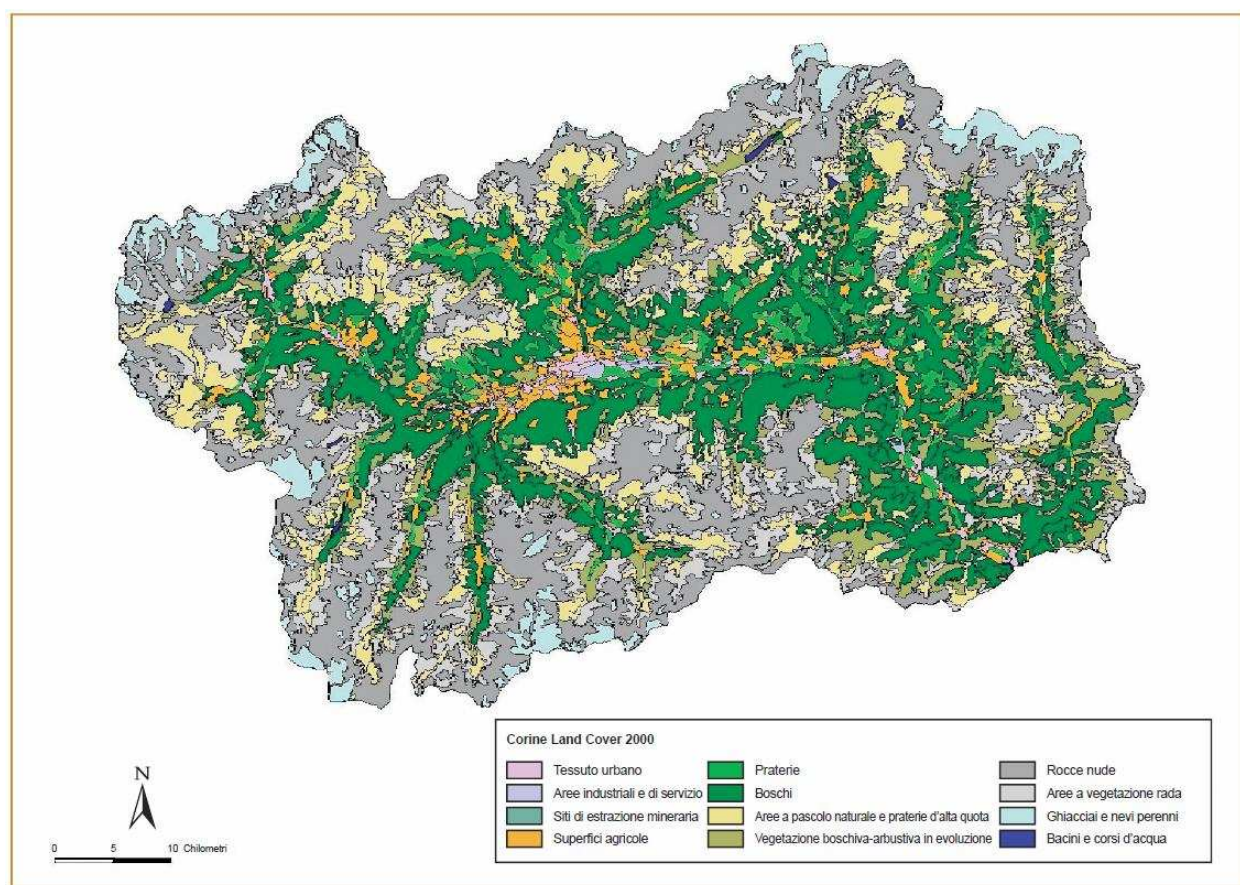 Corine Land Cover 2000
Tessuto urbano
Aree industriali e di servizio
Siti di estrazione mineraria
Superfici agricole
Praterie
Boschi
Aree a pascolo naturale e praterie d'alta quota
Vegetazione boschiva-arbustiva in evoluzione
Rocce nude
Aree a vegetazione rada
Ghiacciai e nevi perenni
Bacini e corsi d'acqua
N
0 5 10 Chilometri